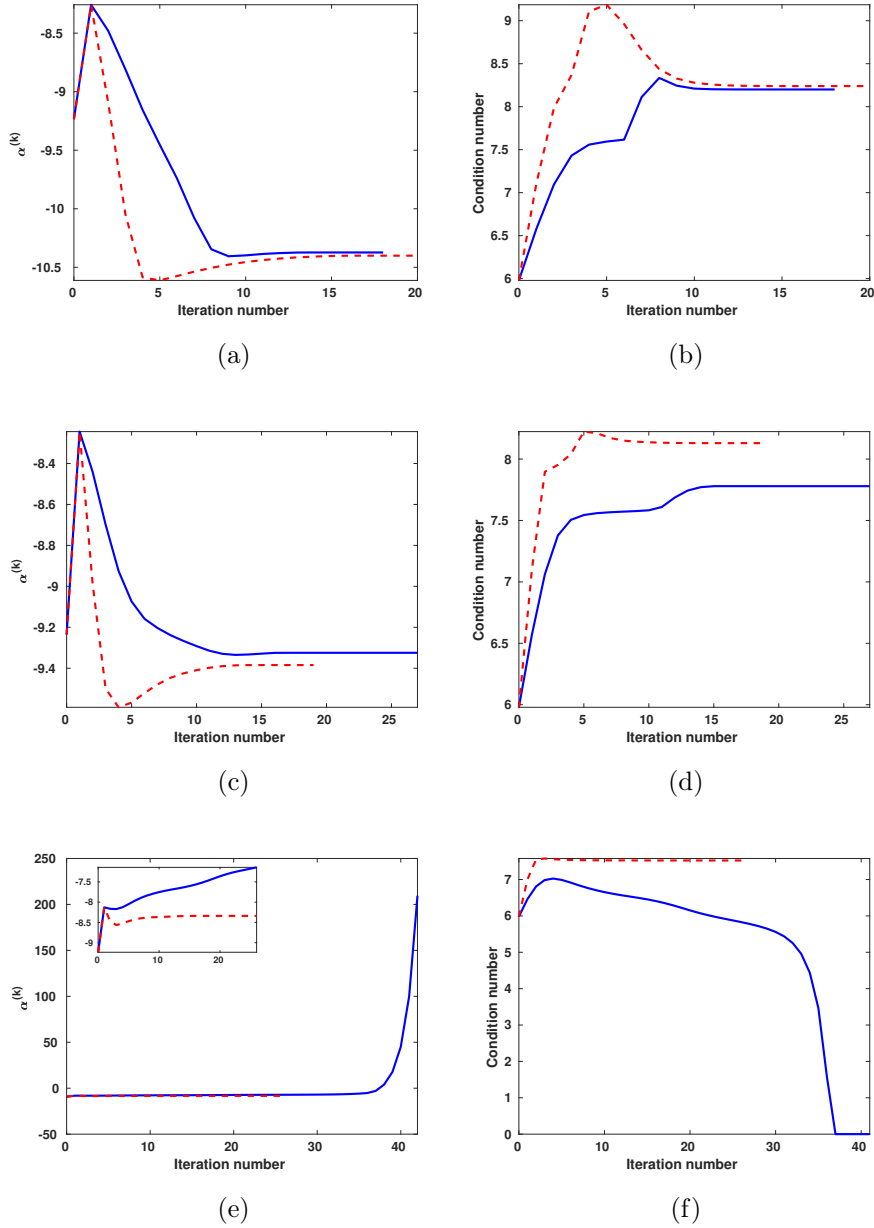 -8.5
-9
-9.5
-10
-10.5
α(k)
0 5 10 15 20
Iteration number
(a)
9
8.5
8
7.5
7
6.5
6
Condition number
0 5 10 15 20
Iteration number
(b)
-8.4
-8.6
-8.8
-9
-9.2
-9.4
α(k)
0 5 10 15 20 25
Iteration number
(c)
8
7.5
7
6.5
6
Condition number
0 5 10 15 20 25
Iteration number
(d)
250
200
150
100
50
0
-50
α(k)
-7.5
-8
-8.5
-9
0 10 20
0 10 20 30 40
Iteration number
(e)
7
6
5
4
3
2
1
0
Condition number
0 10 20 30 40
Iteration number
(f)